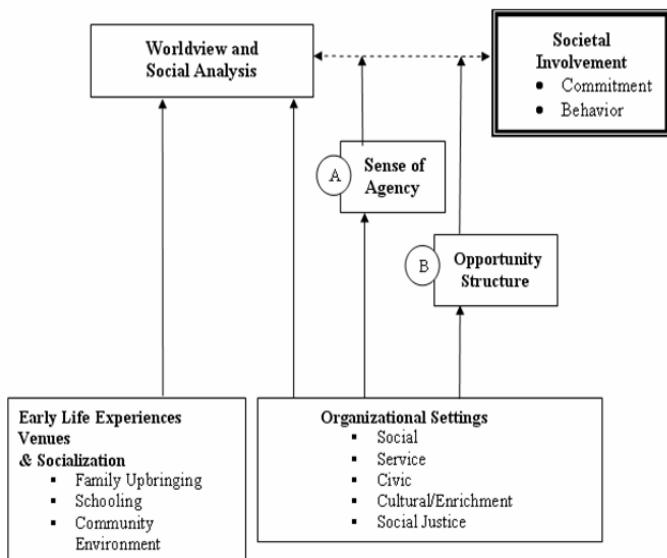 Worldview and
Social Analysis
Societal
Involvement
● Commitment
● Behavior
A
Sense of
Agency
B
Opportunity
Structure
Early Life Experiences
Venues
& Socialization
▪ Family Upbringing
▪ Schooling
▪ Community
Environment
Organizational Settings
▪ Social
▪ Service
▪ Civic
▪ Cultural/Enrichment
▪ Social Justice